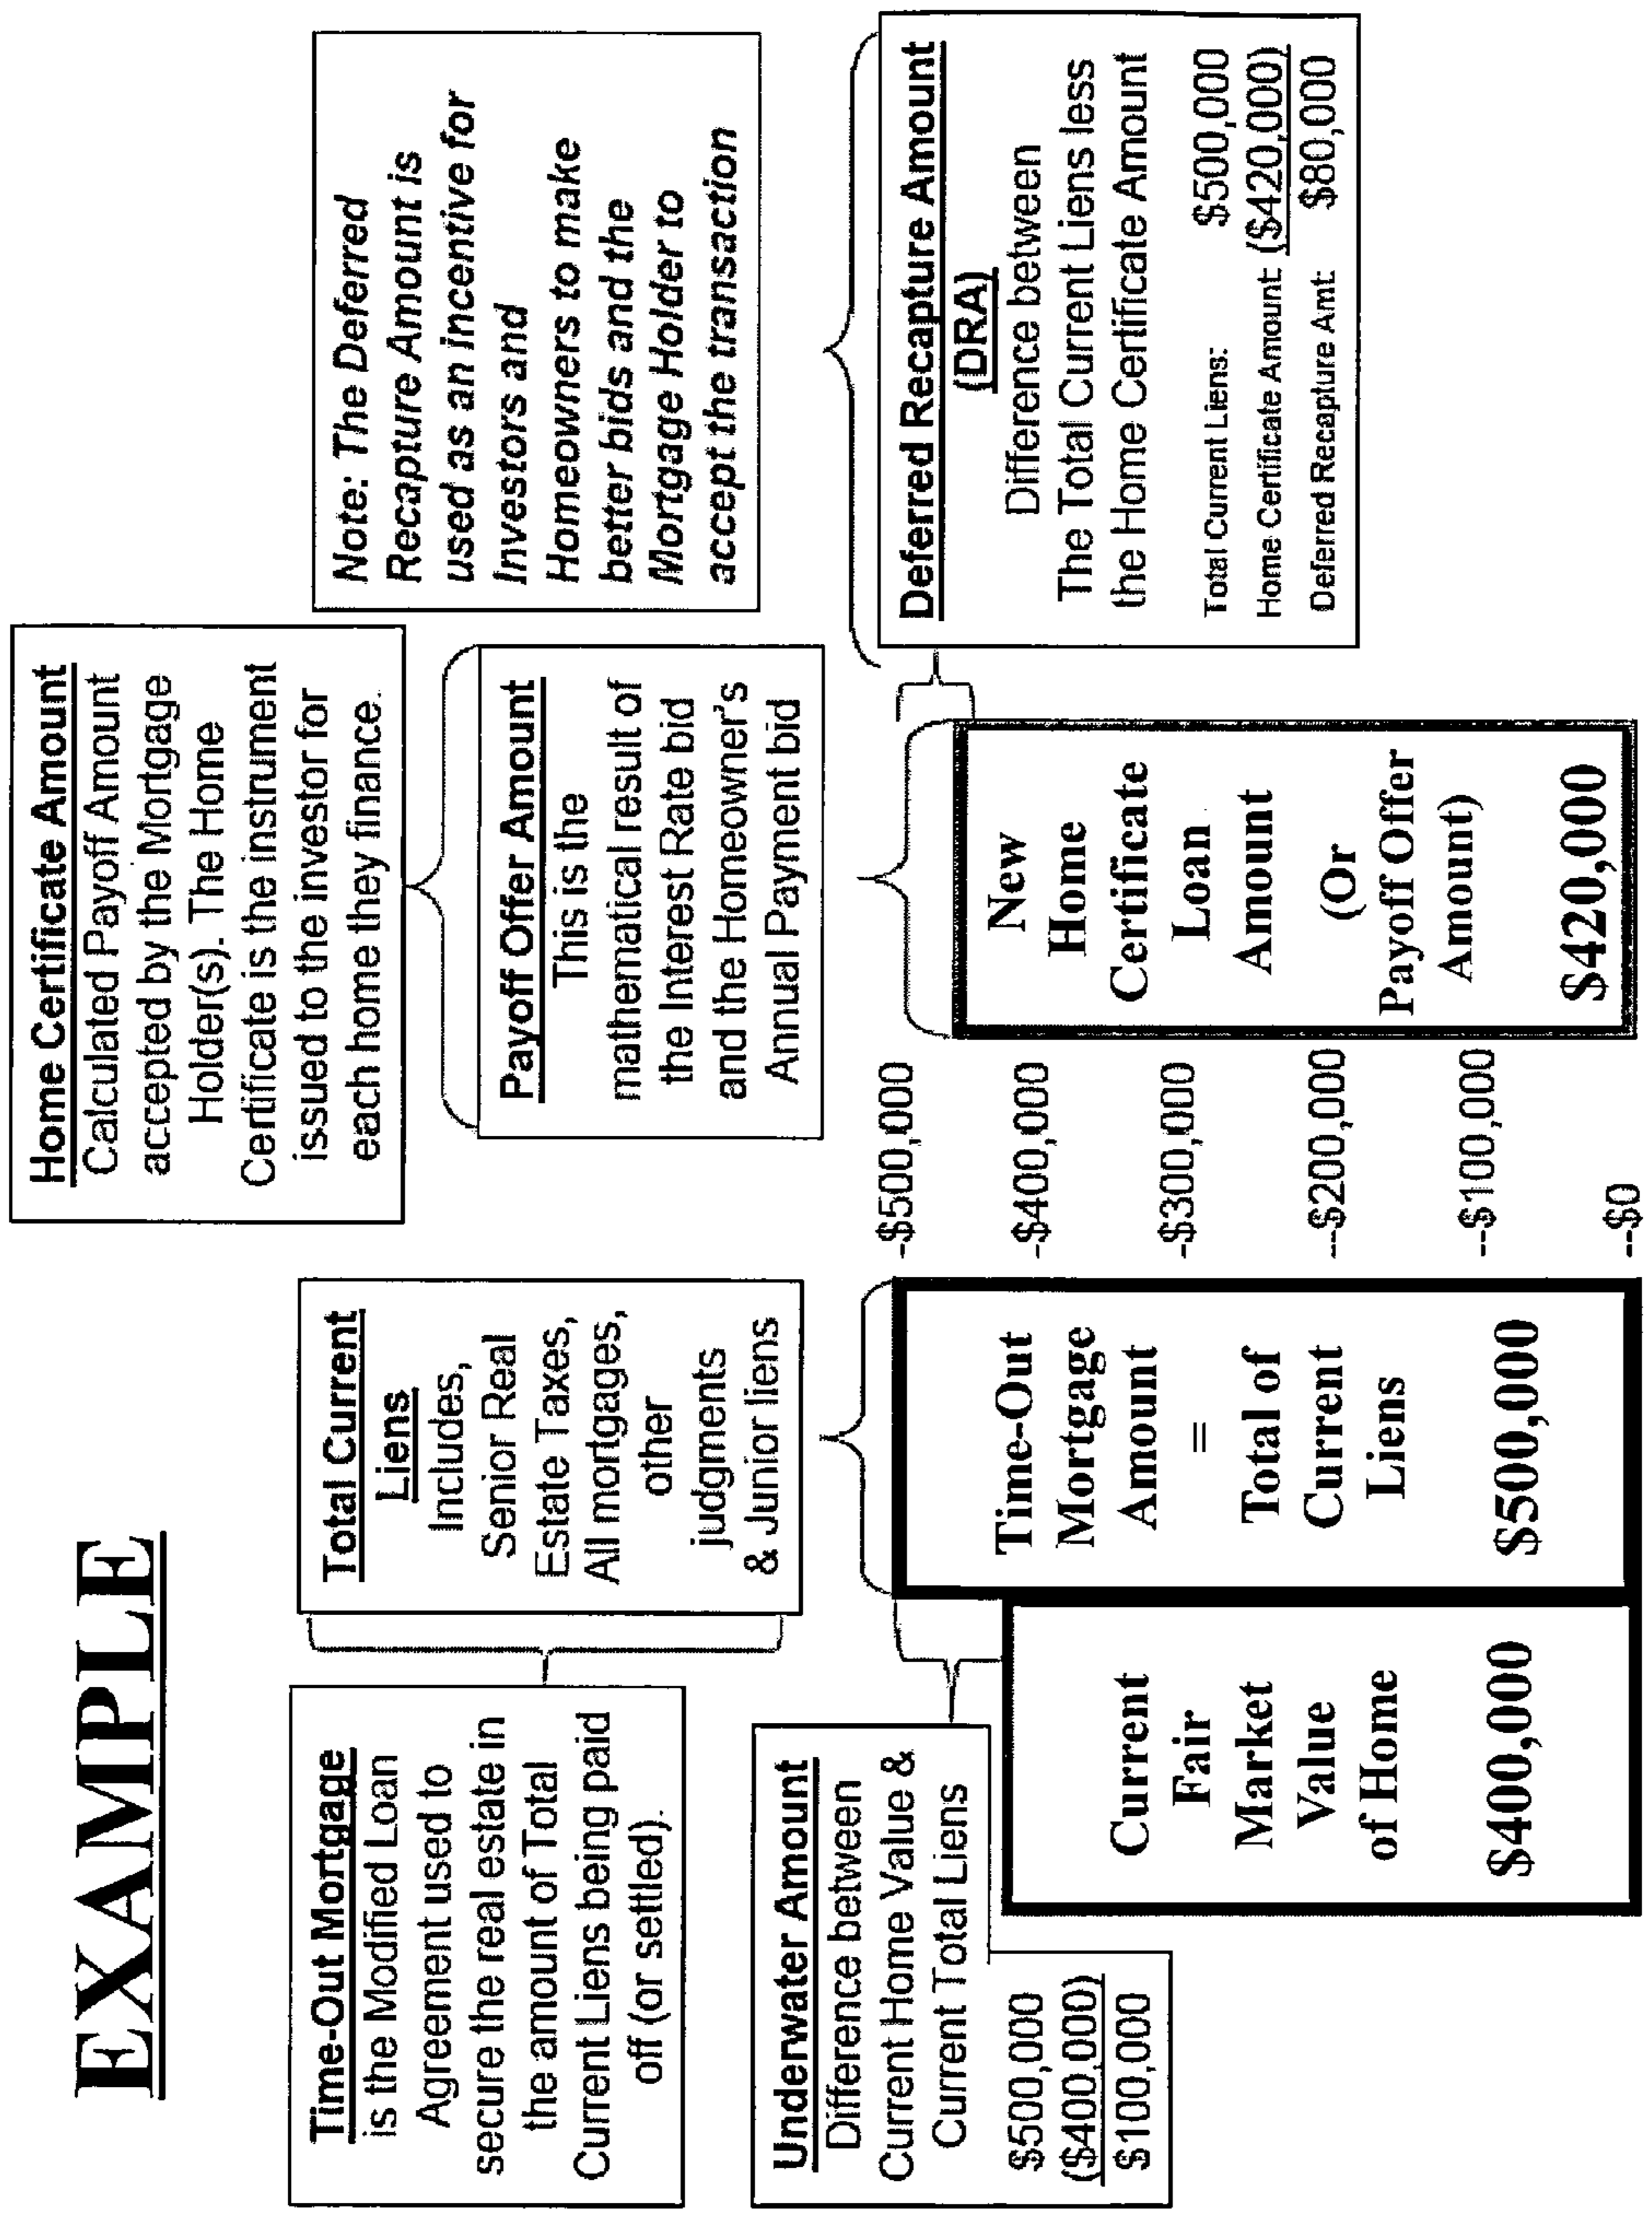 EXAMPLE
Time-Out Mortgage
is the Modified Loan
Agreement used to
secure the real estate in
the amount of Total
Current Liens being paid
off (or settled).
Total Current
Liens
Includes,
Senior Real
Estate Taxes,
All mortgages,
other
judgments
& Junior liens
Home Certificate Amount
Calculated Payoff Amount
accepted by the Mortgage
Holder(s). The Home
Certificate is the instrument
issued to the investor for
each home they finance.
Payoff Offer Amount
This is the
mathematical result of
the Interest Rate bid
and the Homeowner's
Annual Payment bid
Note: The Deferred
Recapture Amount is
used as an incentive for
Investors and
Homeowners to make
better bids and the
Mortgage Holder to
accept the transaction
Underwater Amount
Difference between
Current Home Value &
Current Total Liens
$500,000
($400,000)
$100,000
Current
Fair
Market
Value
of Home
$400,000
Time-Out
Mortgage
Amount
=
Total of
Current
Liens
$500,000
-$500,000
-$400,000
-$300,000
--$200,000
--$100,000
--$0
New
Home
Certificate
Loan
Amount
(Or
Payoff Offer
Amount)
$420,000
Deferred Recapture Amount
(DRA)
Difference between
The Total Current Liens less
the Home Certificate Amount
Total Current Liens: $500,000
Home Certificate Amount: ($420,000)
Deferred Recapture Amt: $80,000